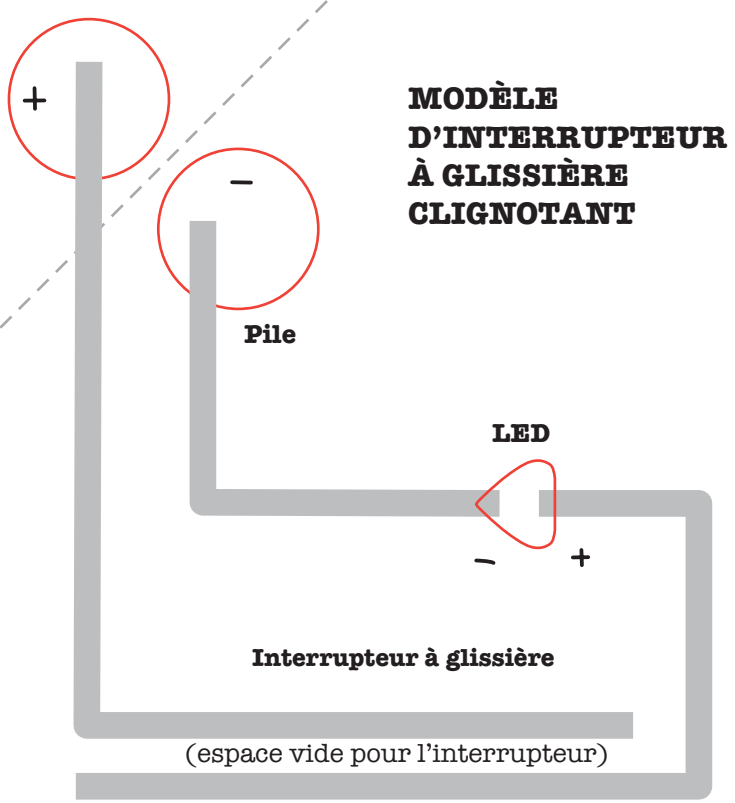 +
MODÈLE
D’INTERRUPTEUR
À GLISSIÈRE
CLIGNOTANT
–
Pile
LED
– +
Interrupteur à glissière
(espace vide pour l’interrupteur)